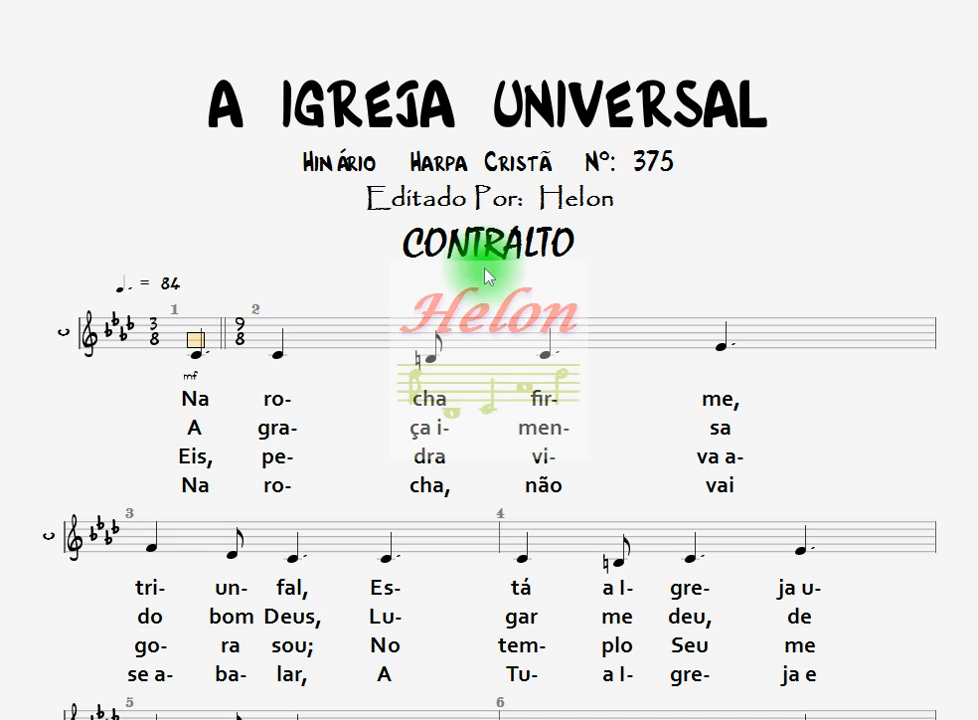 A IGREJA UNIVERSAL
Hinário Harpa Cristã Nº: 375
Editado Por: Helon
CONTRALTO
= 84
Helon
1 2
3 9
8 8
C
mf
Na ro- cha fir- me,
A gra- ça i- men- sa
Eis, pe- dra vi- va a-
Na ro- cha, não vai
3 4
C
tri- un- fal, Es- tá a I- gre- ja u-
do bom Deus, Lu- gar me deu, de
go- ra sou; No tem- plo Seu me
se a- ba- lar, A Tu- a I- gre- ja e
5 6